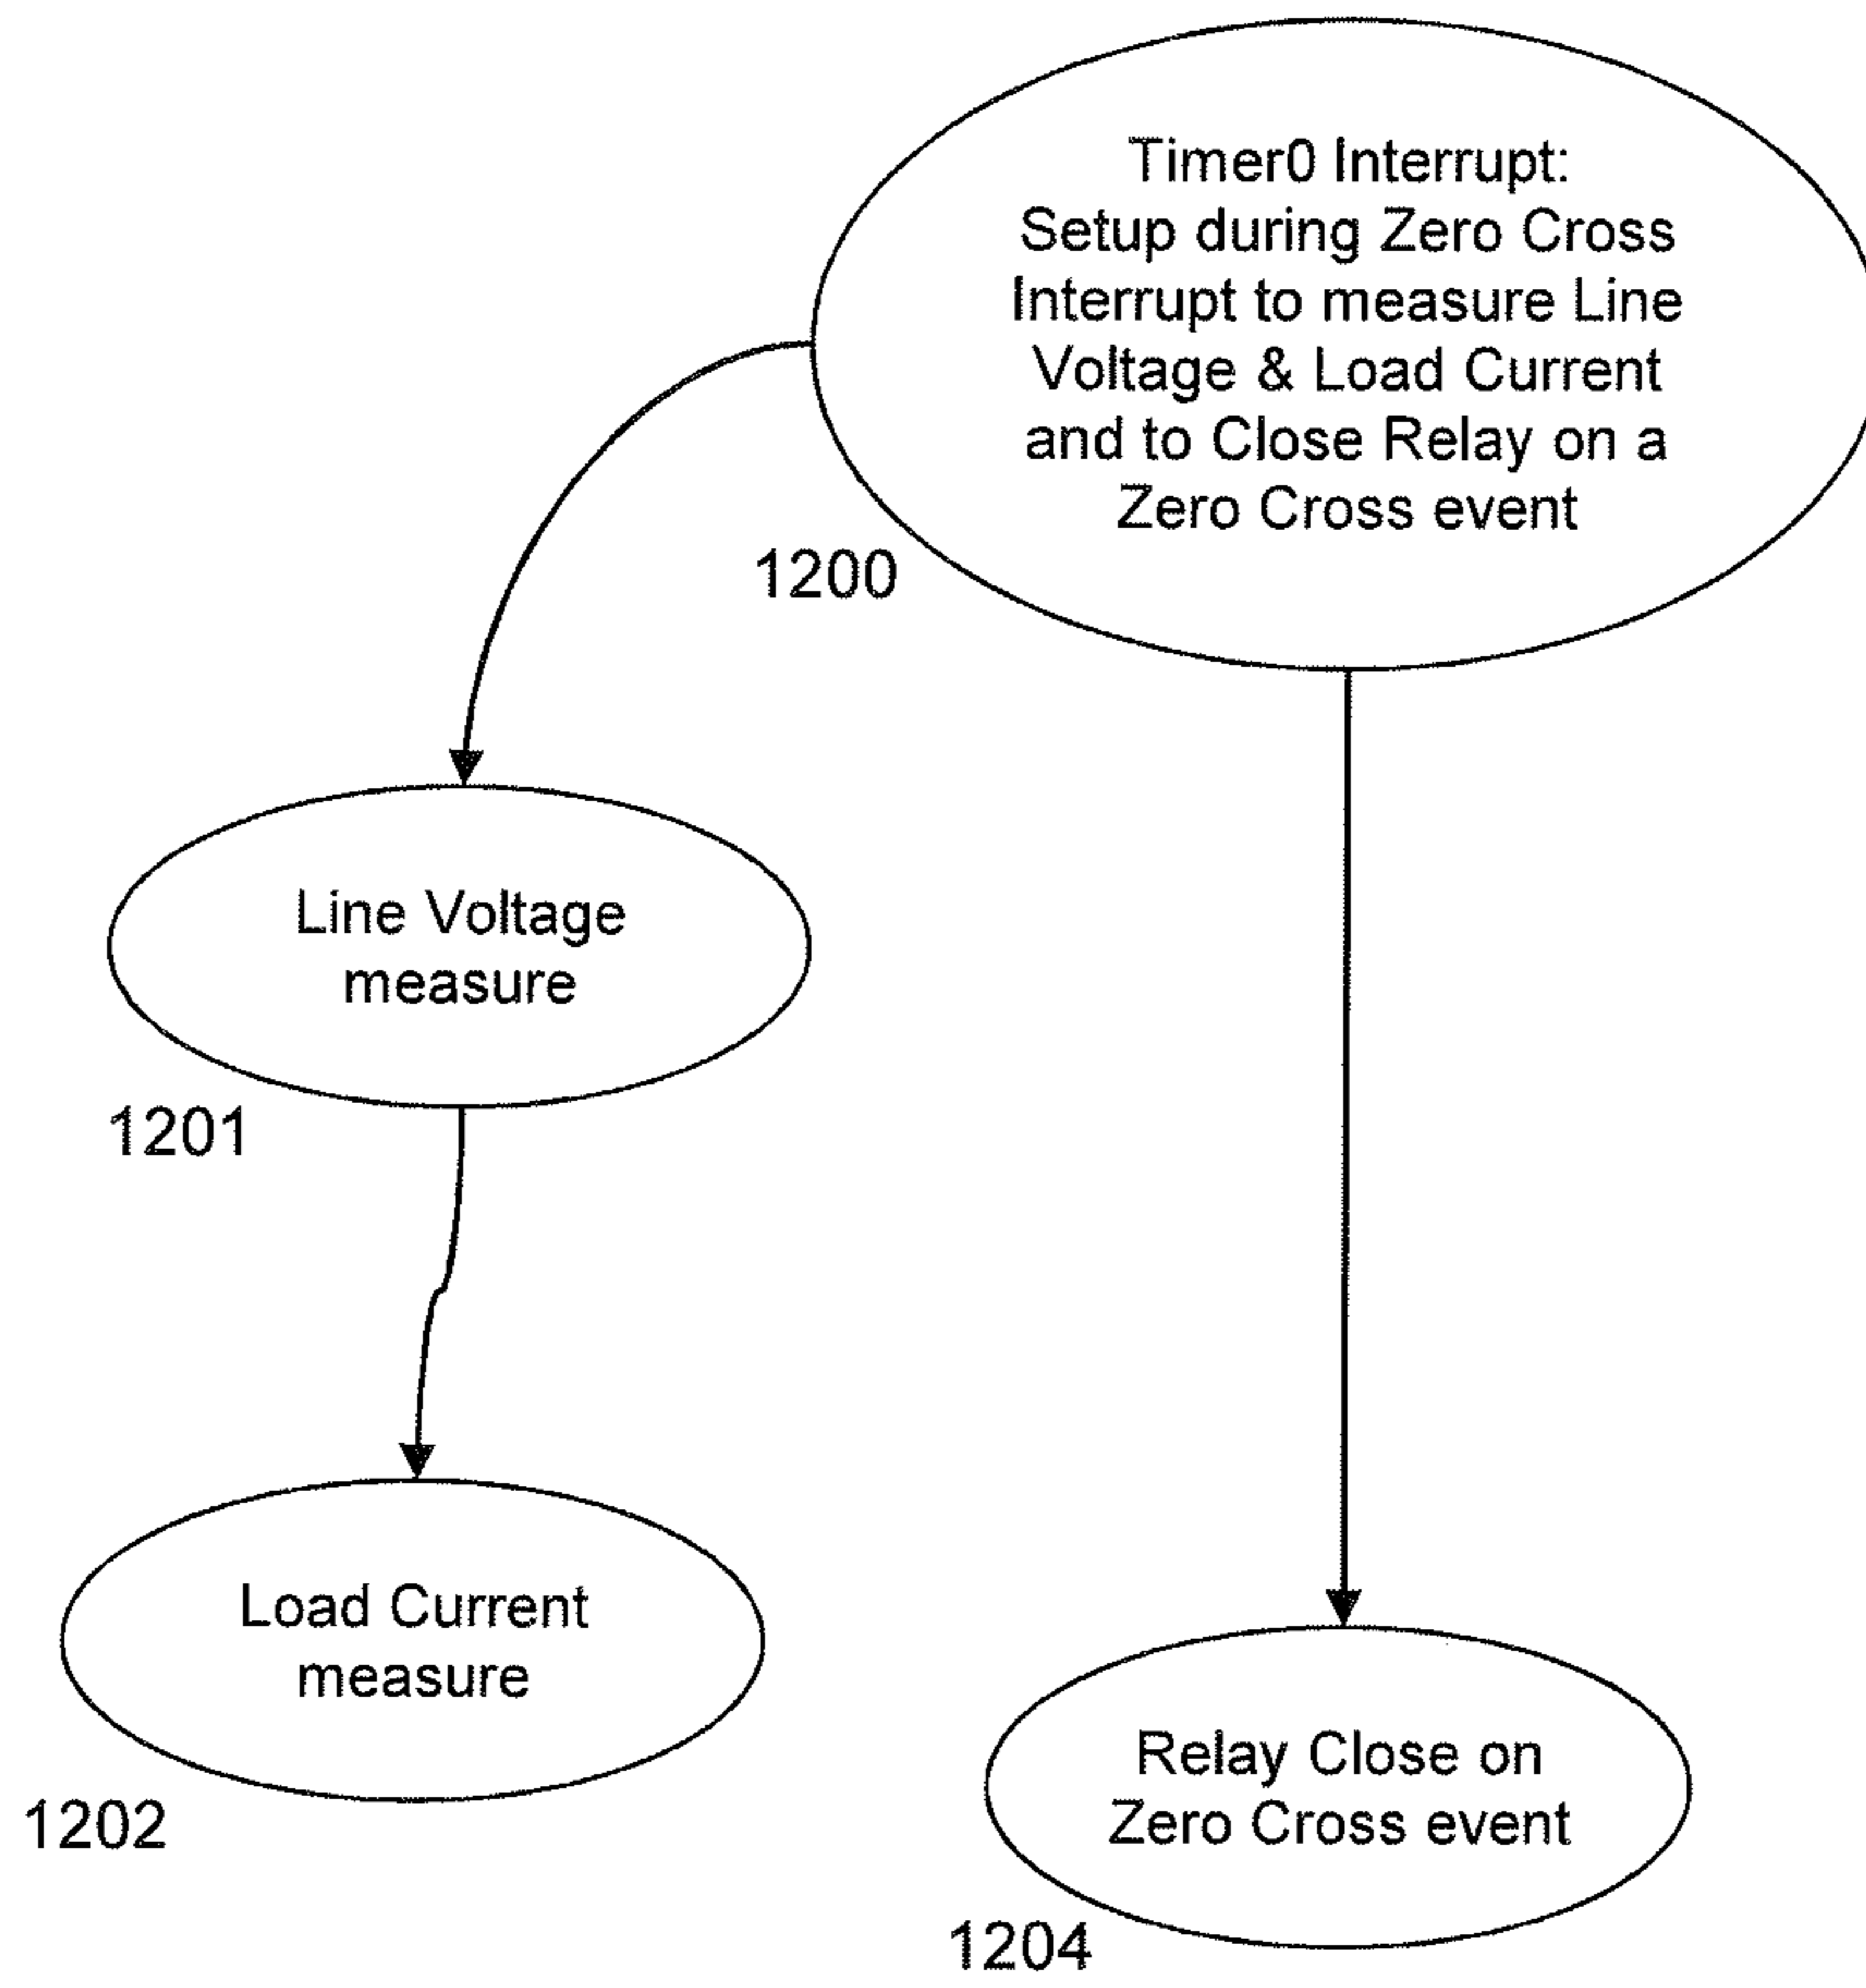 Timer0 Interrupt:
Setup during Zero Cross
Interrupt to measure Line
Voltage & Load Current
and to Close Relay on a
Zero Cross event
1200
Line Voltage
measure
1201
Load Current
measure
1202
Relay Close on
Zero Cross event
1204